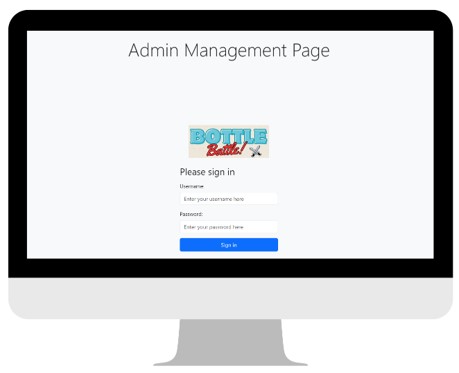 Admin Management Page
BOTTLE
Battle!
Please sign in
Username
Enter your username here
Password:
Enter your password here
Sign in